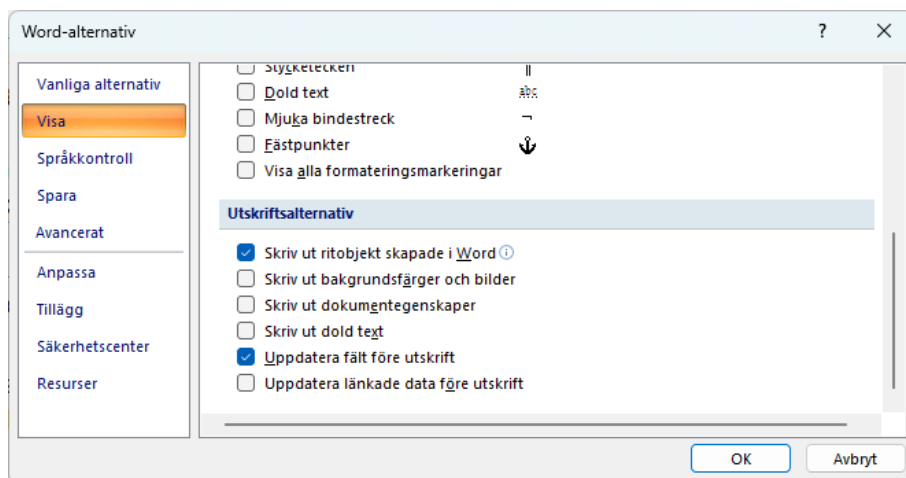 Word-alternativ
?
Vanliga alternativ
Visa
Språkkontroll
Spara
Avancerat
Anpassa
Tillägg
Säkerhetscenter
Resurser
Stycketecken ¶
Dold text abc
Mjuka bindestreck ¬
Fästpunkter
Visa alla formateringsmarkeringar
Utskriftsalternativ
Skriv ut ritobjekt skapade i Word
Skriv ut bakgrundsfärger och bilder
Skriv ut dokumentegenskaper
Skriv ut dold text
Uppdatera fält före utskrift
Uppdatera länkade data före utskrift
OK
Avbryt